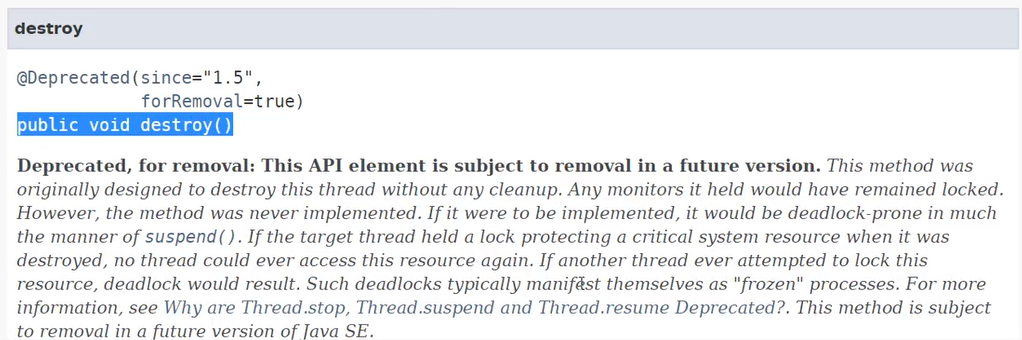 destroy
@Deprecated(since="1.5",
forRemoval=true)
public void destroy()
Deprecated, for removal: This API element is subject to removal in a future version. This method was
originally designed to destroy this thread without any cleanup. Any monitors it held would have remained locked.
However, the method was never implemented. If it were to be implemented, it would be deadlock-prone in much
the manner of suspend(). If the target thread held a lock protecting a critical system resource when it was
destroyed, no thread could ever access this resource again. If another thread ever attempted to lock this
resource, deadlock would result. Such deadlocks typically manifest themselves as "frozen" processes. For more
information, see Why are Thread.stop, Thread.suspend and Thread.resume Deprecated?. This method is subject
to removal in a future version of Java SE.